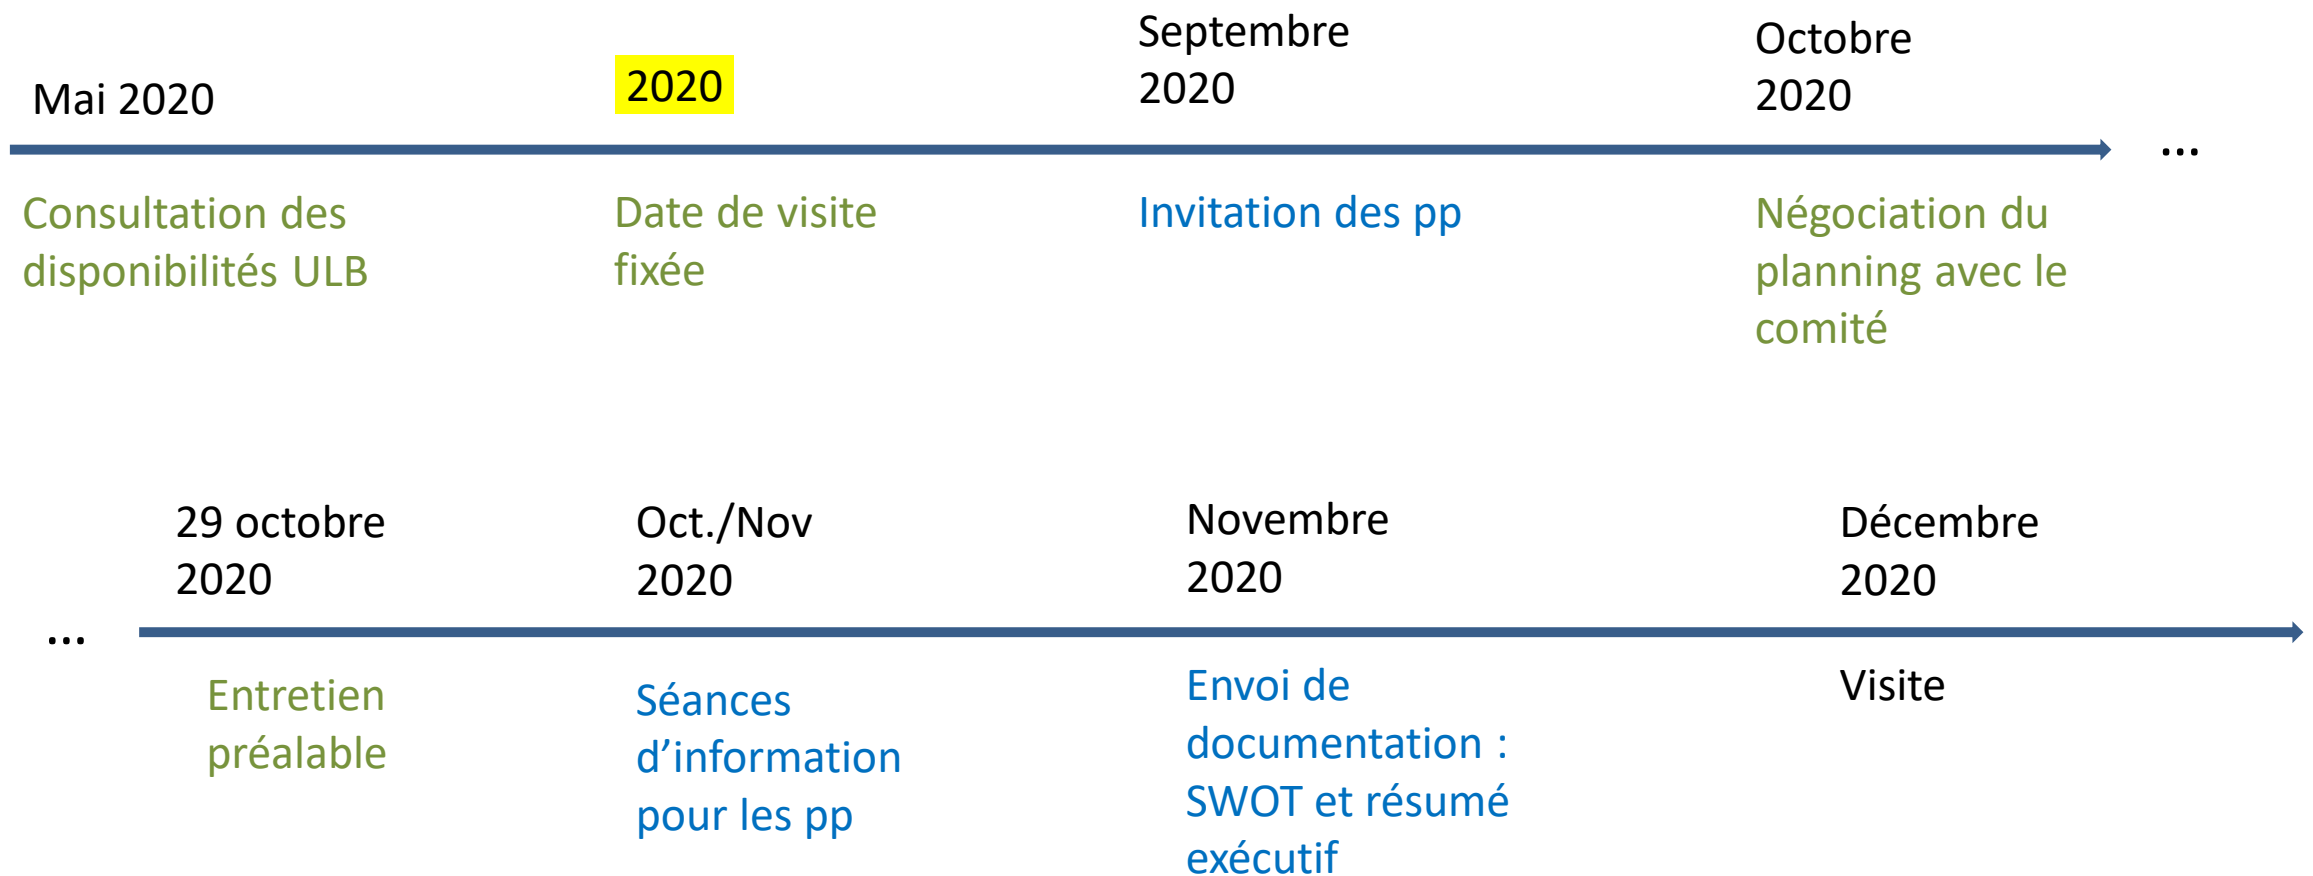 Mai 2020
2020
Septembre
2020
Octobre
2020
...
Consultation des
disponibilités ULB
Date de visite
fixée
Invitation des pp
Négociation du
planning avec le
comité
29 octobre
2020
Oct./Nov
2020
Novembre
2020
Décembre
2020
...
Entretien
préalable
Séances
d’information
pour les pp
Envoi de
documentation :
SWOT et résumé
exécutif
Visite